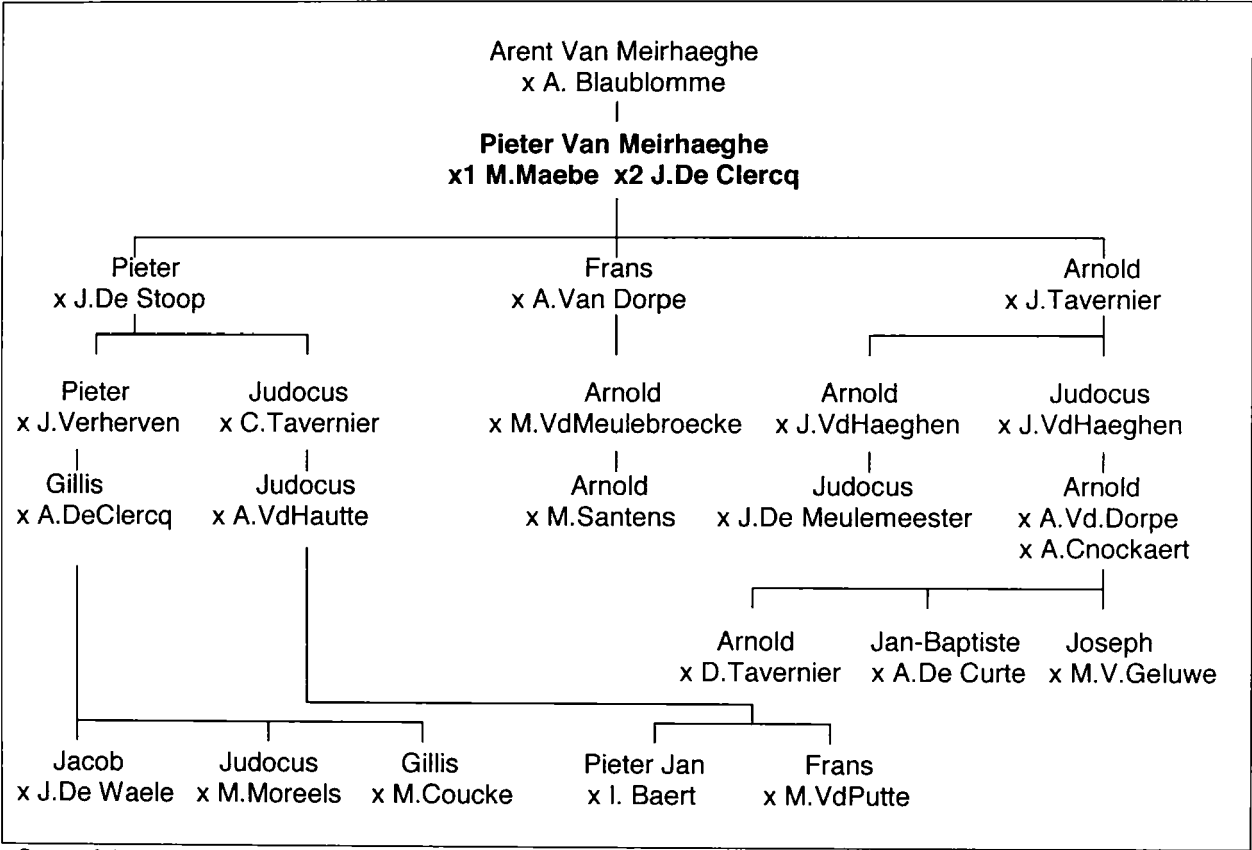 Arent Van Meirhaeghe
x A. Blaublomme
Pieter Van Meirhaeghe
x1 M.Maebe x2 J.De Clercq
Pieter
x J.De Stoop
Frans
x A.Van Dorpe
Arnold
x J.Tavernier
Pieter
x J.Verherven
Judocus
x C.Tavernier
Arnold
x M.VdMeulebroecke
Arnold
x J.VdHaeghen
Judocus
x J.VdHaeghen
Gillis
x A.DeClercq
Judocus
x A.VdHautte
Arnold
x M.Santens
Judocus
x J.De Meulemeester
Arnold
x A.Vd.Dorpe
x A.Cnockaert
Arnold
x D.Tavernier
Jan-Baptiste
x A.De Curte
Joseph
x M.V.Geluwe
Jacob
x J.De Waele
Judocus
x M.Moreels
Gillis
x M.Coucke
Pieter Jan
x I. Baert
Frans
x M.VdPutte